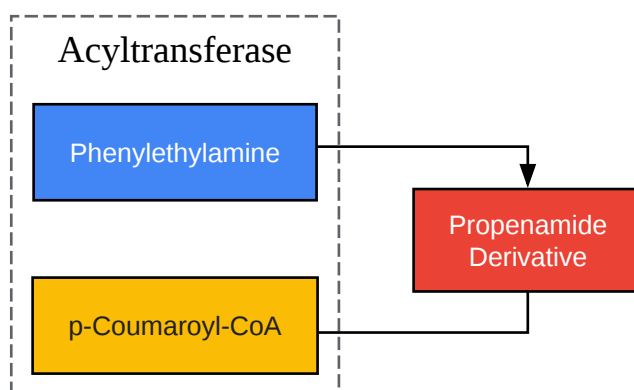 Acyltransferase
Phenylethylamine
Propenamide
Derivative
p-Coumaroyl-CoA